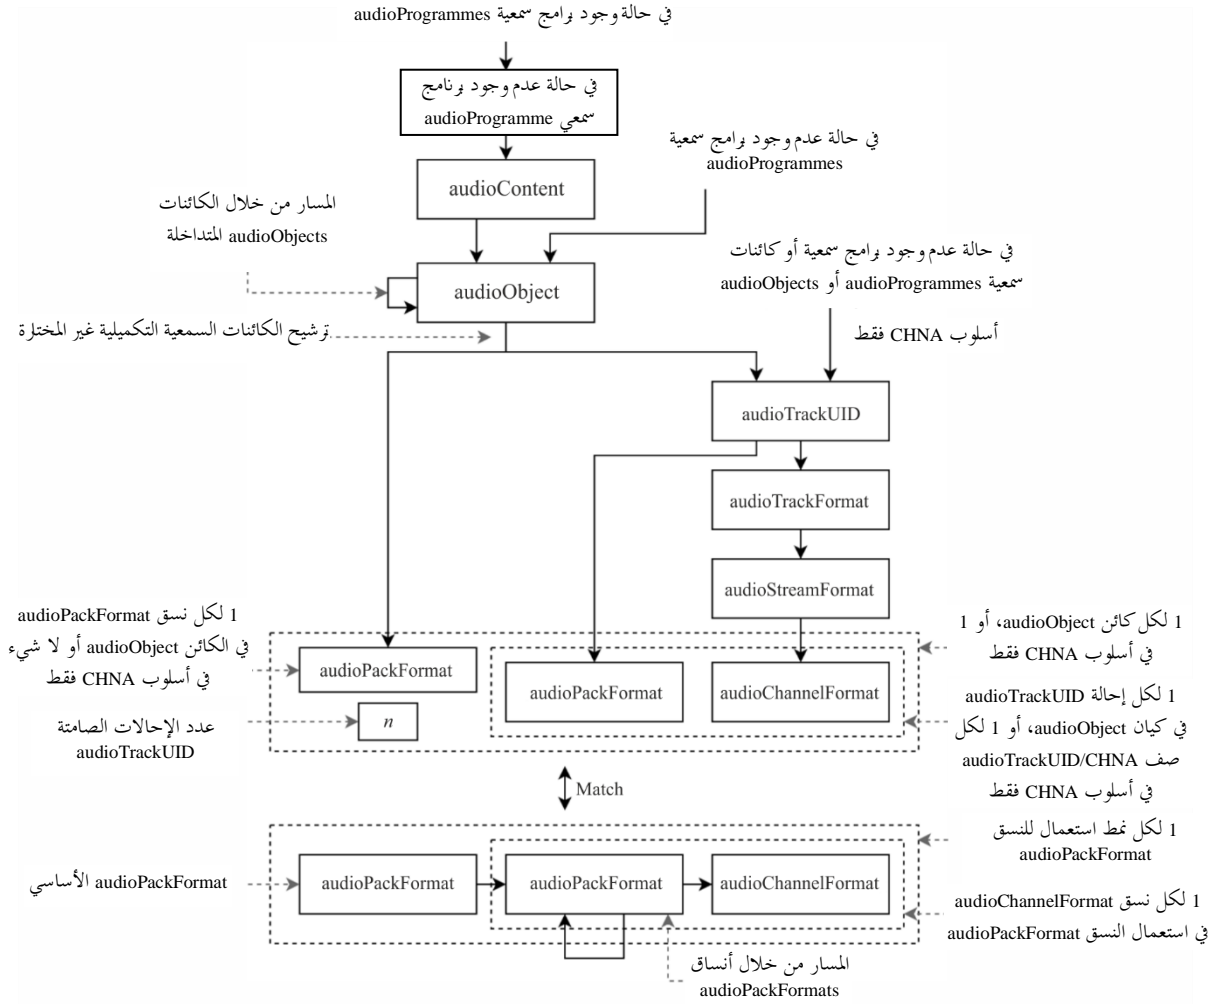 في حالة وجود برامج سمعية audioProgrammes
في حالة عدم وجود برنامج
سمعي audioProgramme
في حالة عدم وجود برامج سمعية
audioProgrammes
audioContent
المسار من خلال الكائنات
audioObjects المتداخلة
في حالة عدم وجود برامج سمعية أو كائنات
سمعية audioProgrammes أو audioObjects
audioObject
ترشيح الكائنات السمعية التكميلية غير المختارة
أسلوب CHNA فقط
audioTrackUID
audioTrackFormat
audioStreamFormat
1 لكل نسق audioPackFormat
في الكائن audioObject أو لا شيء
في أسلوب CHNA فقط
1 لكل كائن audioObject، أو 1
في أسلوب CHNA فقط
audioPackFormat
audioPackFormat
audioChannelFormat
1 لكل إحالة audioTrackUID
في كيان audioObject، أو 1 لكل
صف audioTrackUID/CHNA
في أسلوب CHNA فقط
n
عدد الإحالات الصامتة
audioTrackUID
Match
1 لكل نمط استعمال للنسق
audioPackFormat
audioPackFormat الأساسي
audioPackFormat
audioPackFormat
audioChannelFormat
1 لكل نسق audioChannelFormat
في استعمال النسق audioPackFormat
المسار من خلال أنساق
audioPackFormats